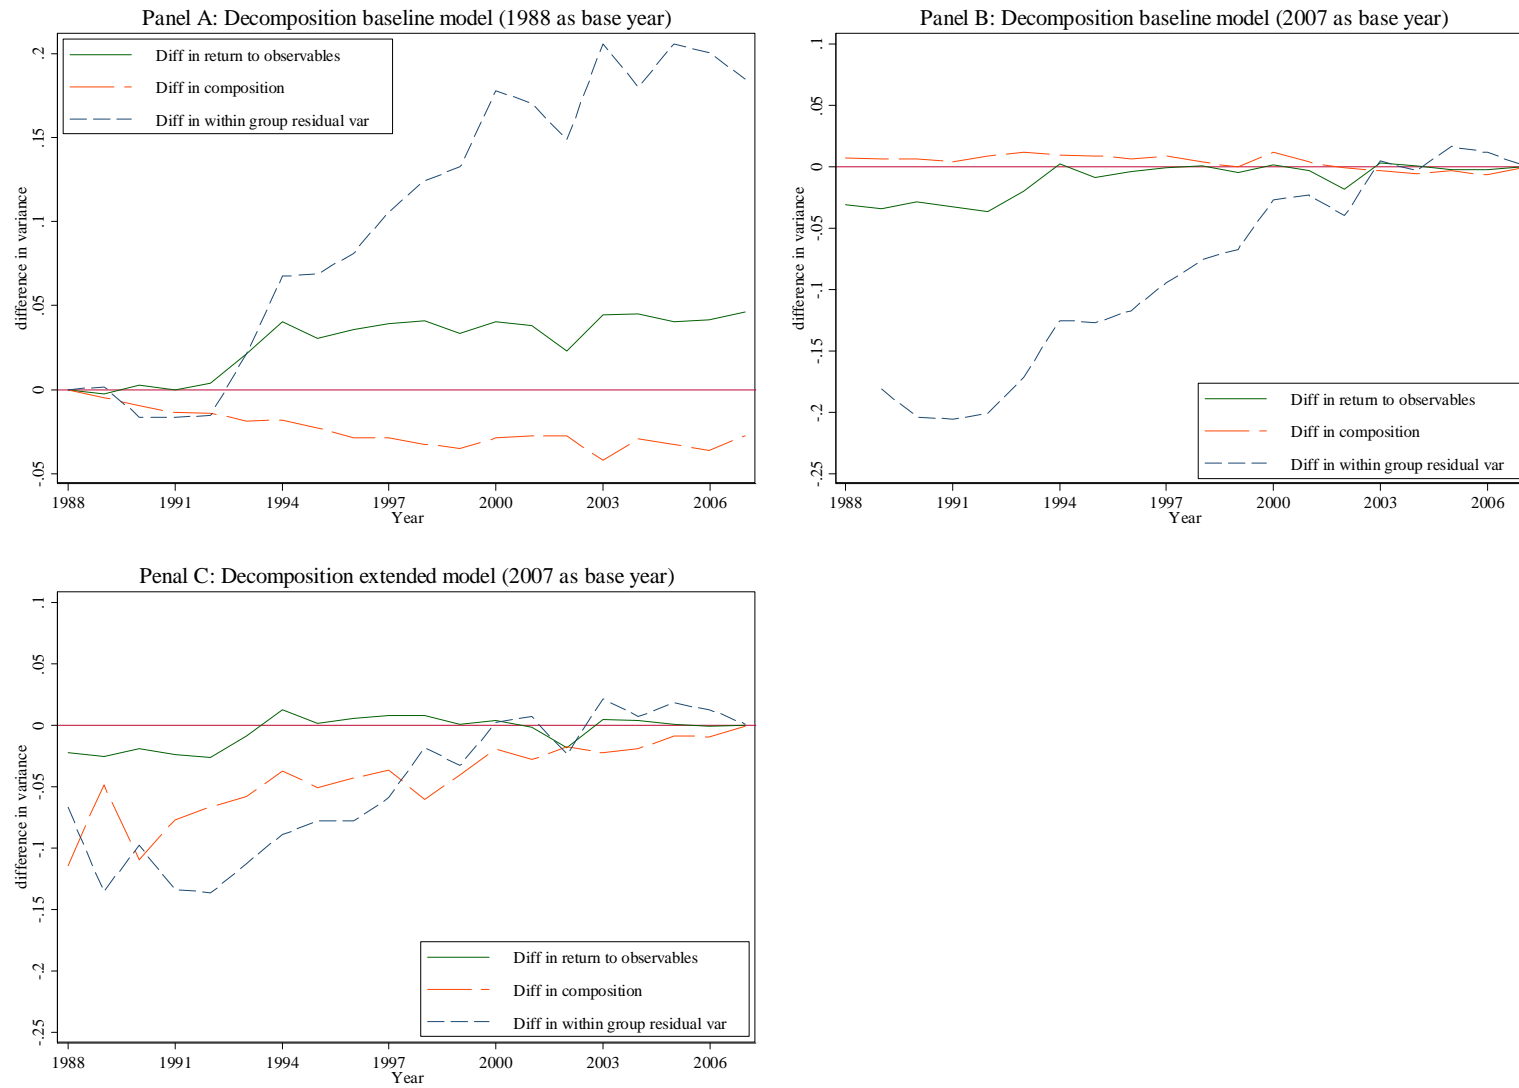 Panel A: Decomposition baseline model (1988 as base year)
Diff in return to observables
Diff in composition
Diff in within group residual var
difference in variance
.2
.15
.1
.05
0
-.05
1988 1991 1994 1997 2000 2003 2006
Year
Panel B: Decomposition baseline model (2007 as base year)
difference in variance
.1
.05
0
-.05
-.1
-.15
-.2
-.25
Diff in return to observables
Diff in composition
Diff in within group residual var
1988 1991 1994 1997 2000 2003 2006
Year
Penal C: Decomposition extended model (2007 as base year)
difference in variance
.1
.05
0
-.05
-.1
-.15
-.2
-.25
Diff in return to observables
Diff in composition
Diff in within group residual var
1988 1991 1994 1997 2000 2003 2006
Year